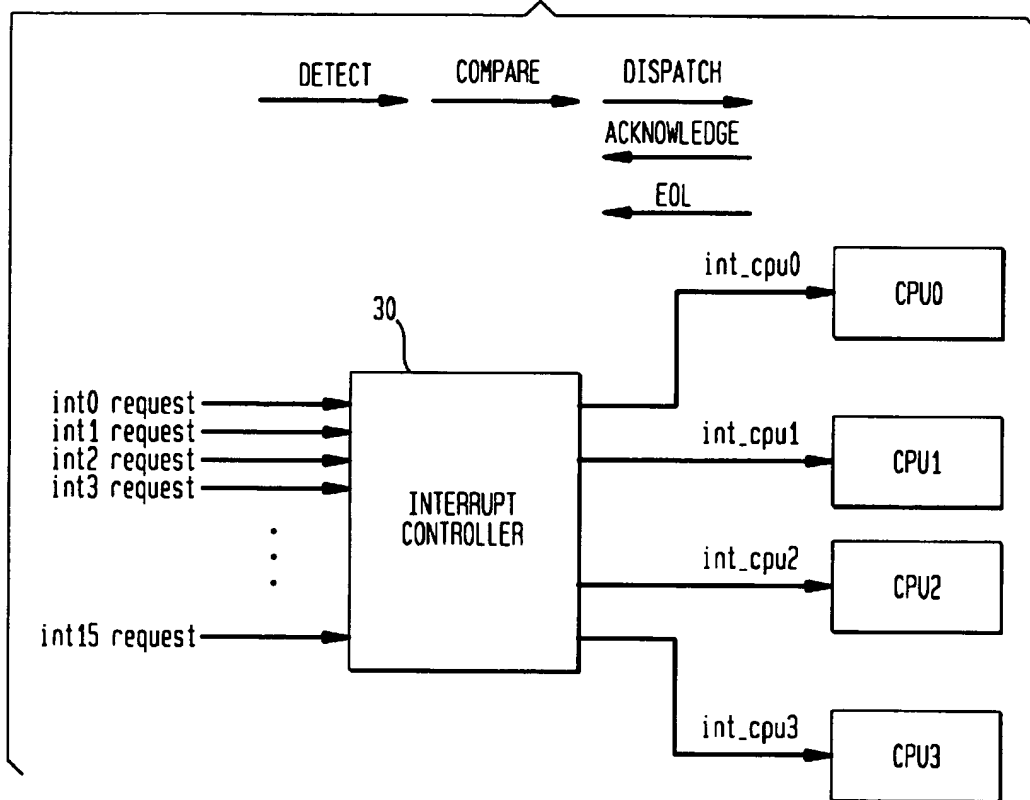 DETECT
COMPARE
DISPATCH
ACKNOWLEDGE
EOL
int_cpu0
CPU0
30
int0 request
int1 request
int2 request
int3 request
int_cpu1
CPU1
INTERRUPT
CONTROLLER
int_cpu2
CPU2
int15 request
int_cpu3
CPU3